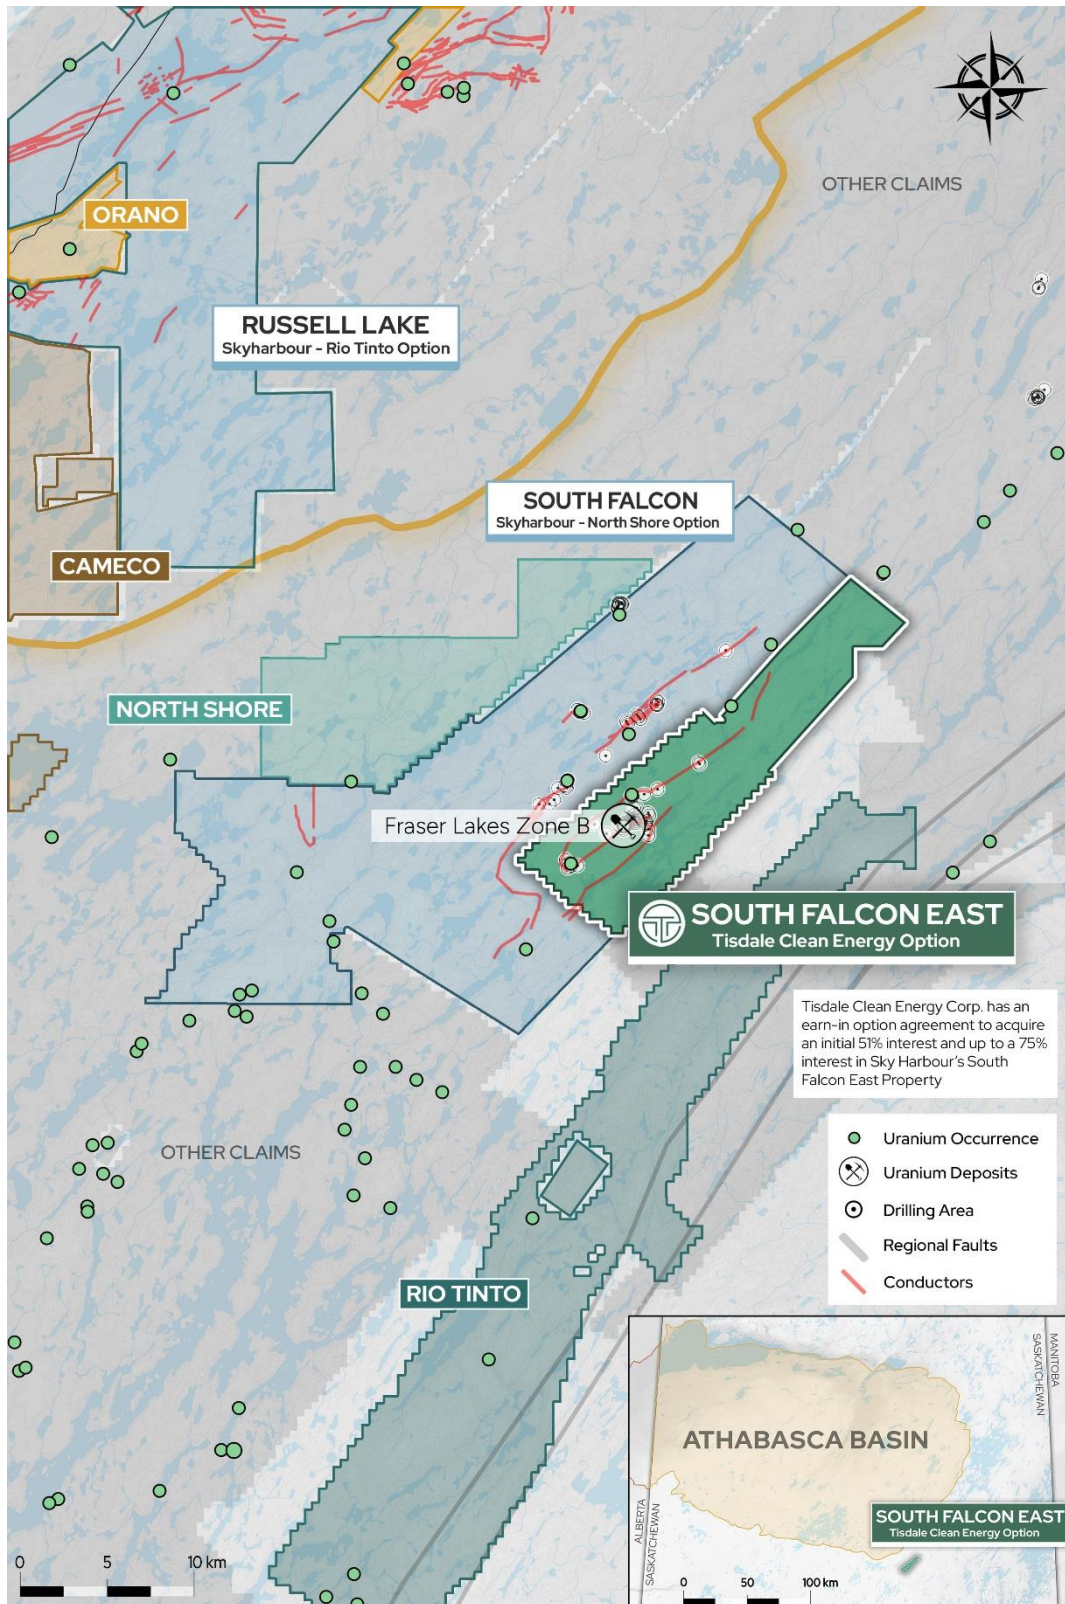 OTHER CLAIMS
ORANO
RUSSELL LAKE
Skyharbour - Rio Tinto Option
SOUTH FALCON
Skyharbour - North Shore Option
CAMECO
NORTH SHORE
Fraser Lakes Zone B
SOUTH FALCON EAST
Tisdale Clean Energy Option
Tisdale Clean Energy Corp. has an
earn-in option agreement to acquire
an initial 51% interest and up to a 75%
interest in Sky Harbour's South
Falcon East Property
Uranium Occurrence
Uranium Deposits
Drilling Area
Regional Faults
Conductors
OTHER CLAIMS
RIO TINTO
MANITOBA
SASKATCHEWAN
ATHABASCA BASIN
ALBERTA
SASKATCHEWAN
SOUTH FALCON EAST
Tisdale Clean Energy Option
0 50 100 km
0 5 10 km